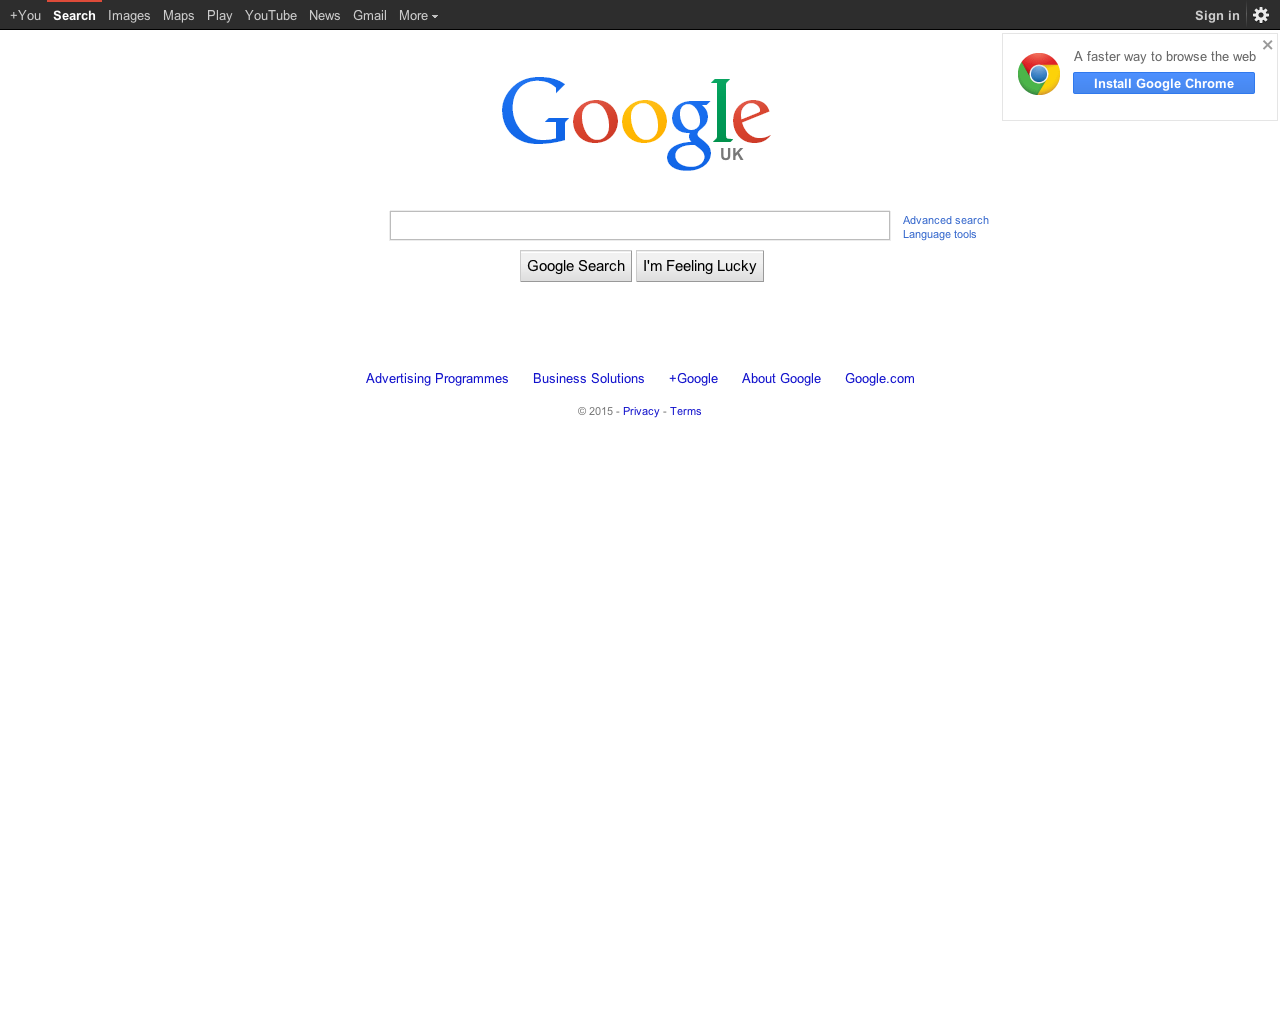 +You Search Images Maps Play YouTube News Gmail More Sign in
A faster way to browse the web
Install Google Chrome
Google
UK
Advanced search
Language tools
Google Search I'm Feeling Lucky
Advertising Programmes Business Solutions +Google About Google Google.com
© 2015 - Privacy - Terms